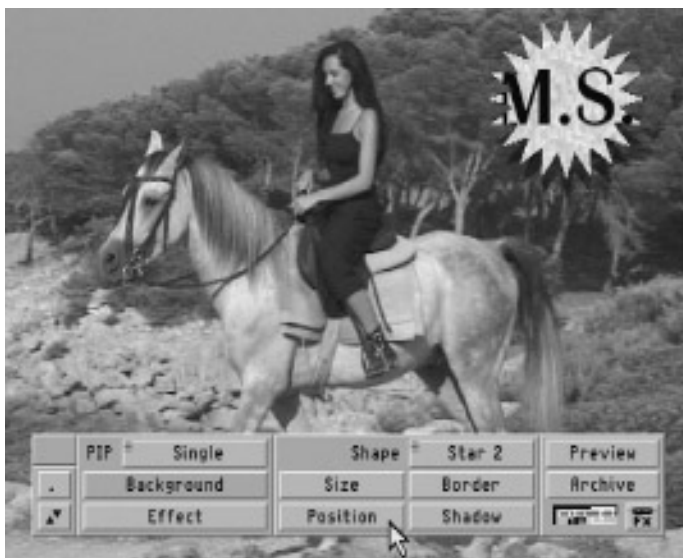 M.S.
PIP Single Shape Star 2 Preview
Background Size Border Archive
Effect Position Shadow FX